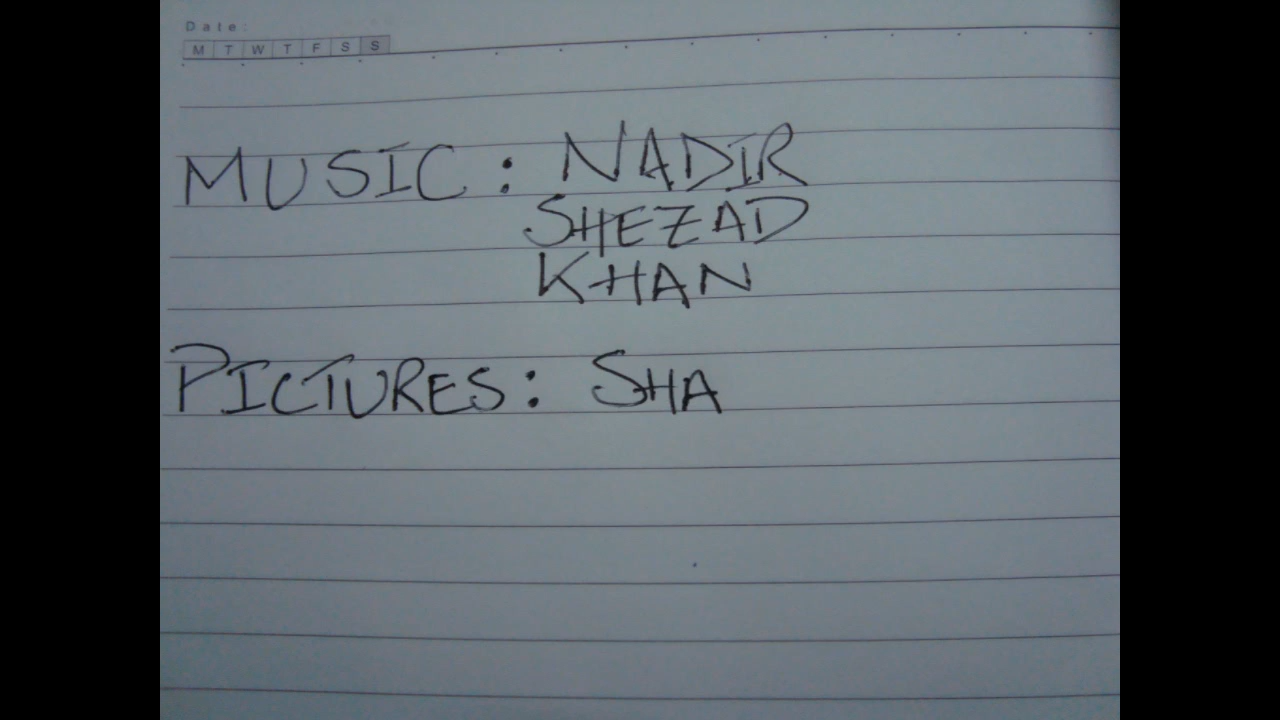 Date:
M T W T F S S
MUSIC : NADIR
SHEZAD
KHAN
PICTURES : SHA